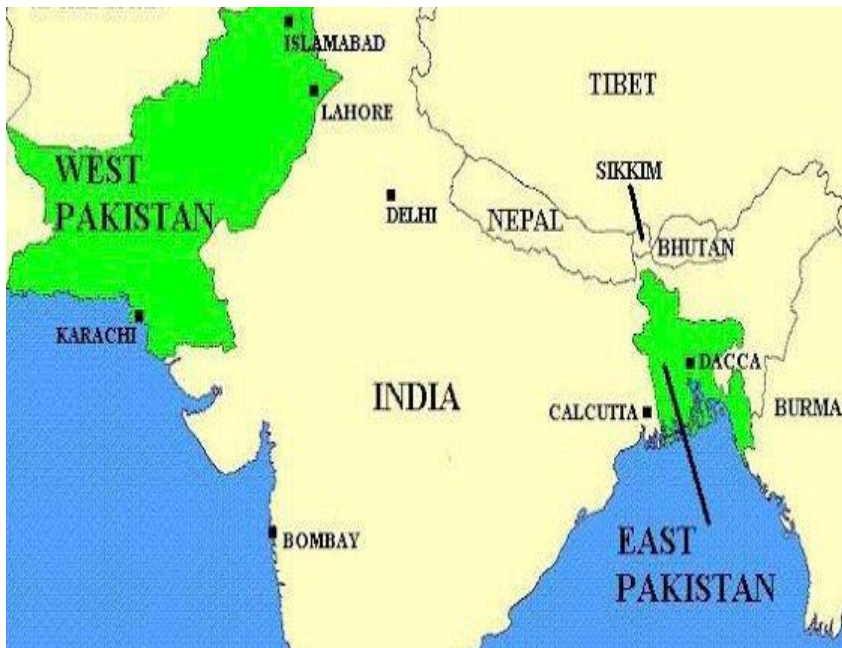 ISLAMABAD
LAHORE
TIBET
WEST
PAKISTAN
SIKKIM
DELHI
NEPAL
BHUTAN
KARACHI
DACCA
INDIA
CALCUTTA
BURMA
BOMBAY
EAST
PAKISTAN